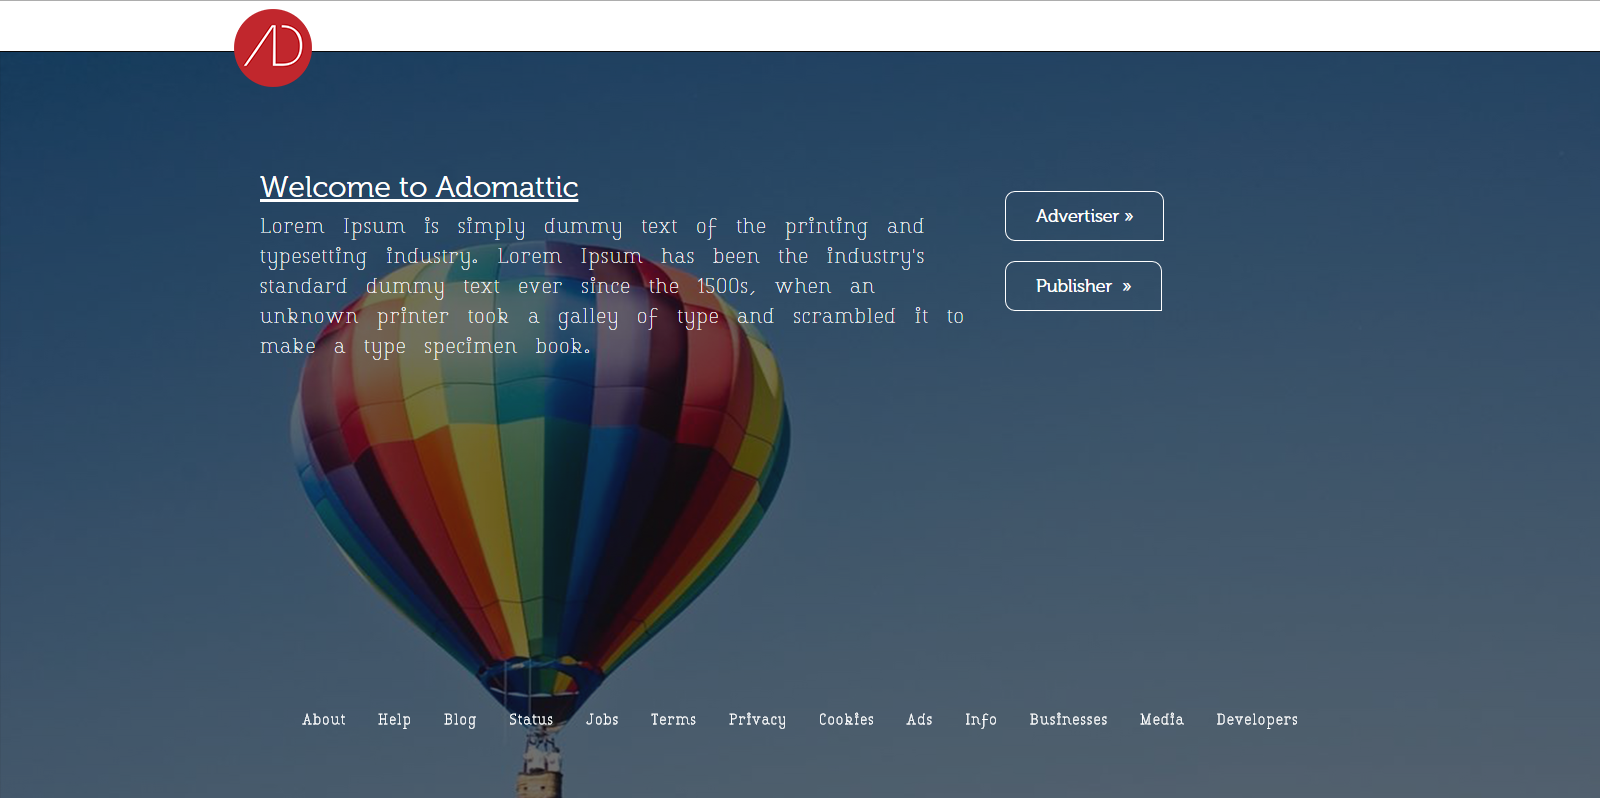 AD
Welcome to Adomattic
Lorem Ipsum is simply dummy text of the printing and
typesetting industry. Lorem Ipsum has been the industry's
standard dummy text ever since the 1500s, when an
unknown printer took a galley of type and scrambled it to
make a type specimen book.
Advertiser »
Publisher »
About Help Blog Status Jobs Terms Privacy Cookies Ads Info Businesses Media Developers